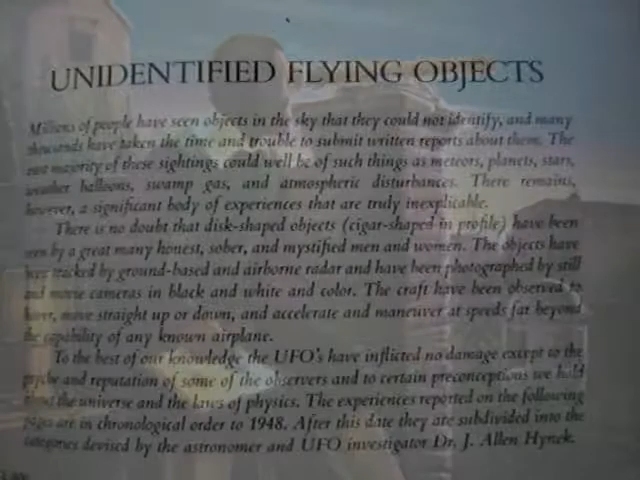 UNIDENTIFIED FLYING OBJECTS
Millions of people have seen objects in the sky that they could not identify, and many
thousands have taken the time and trouble to submit written reports about them. The
vast majority of these sightings could well be of such things as meteors, planets, stars,
weather balloons, swamp gas, and atmospheric disturbances. There remains,
however, a significant body of experiences that are truly inexplicable.
There is no doubt that disk-shaped objects (cigar-shaped in profile) have been
seen by a great many honest, sober, and mystified men and women. The objects have
been tracked by ground-based and airborne radar and have been photographed by still
and movie cameras in black and white and color. The craft have been observed to
hover, move straight up or down, and accelerate and maneuver at speeds far beyond
the capability of any known airplane.
To the best of our knowledge the UFO's have inflicted no damage except to the
psyche and reputation of some of the observers and to certain preconceptions we hold
about the universe and the laws of physics. The experiences reported on the following
pages are in chronological order to 1948. After this date they are subdivided into the
categories devised by the astronomer and UFO investigator Dr. J. Allen Hynek.